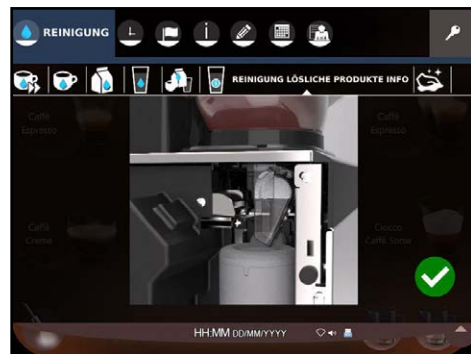 REINIGUNG
REINIGUNG LÖSLICHE PRODUKTE INFO
Caffè
Espresso
Caffè
Espresso
Caffè
Creme
Ciocco
Caffè Snow
HH:MM DD/MM/YYYY